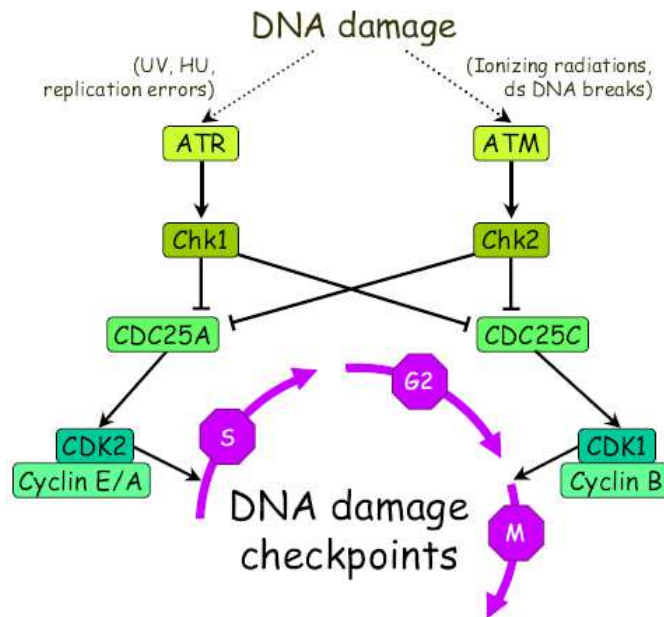 DNA damage
(UV, HU,
replication errors)
(Ionizing radiations,
ds DNA breaks)
ATR
ATM
Chk1
Chk2
CDC25A
CDC25C
G2
S
CDK2
Cyclin E/A
CDK1
Cyclin B
DNA damage
checkpoints
M